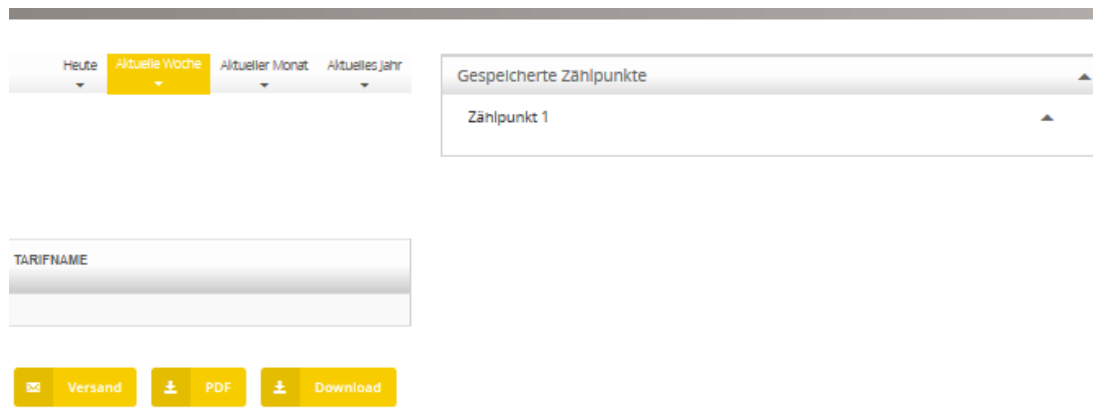 Heute Aktuelle Woche Aktueller Monat Aktuelles Jahr
Gespeicherte Zählpunkte
Zählpunkt 1
TARIFNAME
Versand PDF Download